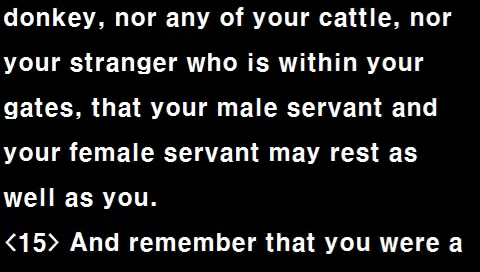 donkey, nor any of your cattle, nor
your stranger who is within your
gates, that your male servant and
your female servant may rest as
well as you.
<15> And remember that you were a